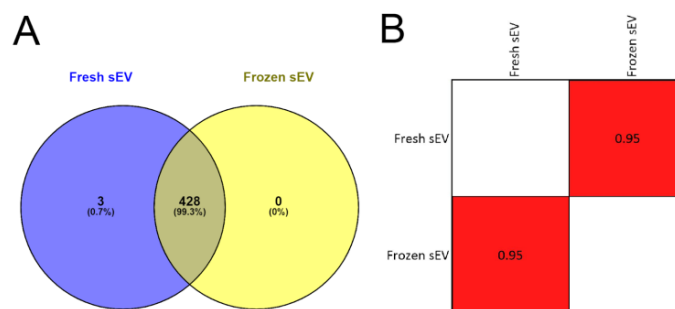 A
Fresh sEV
Frozen sEV
3
(0.7%)
428
(99.3%)
0
(0%)
B
Fresh sEV
Frozen sEV
Fresh sEV
0.95
Frozen sEV
0.95